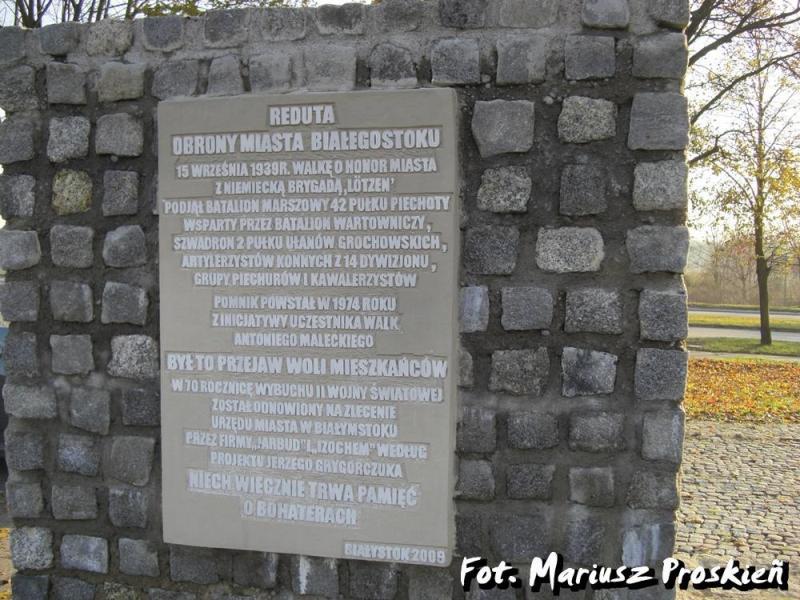 REDUTA
OBRONY MIASTA BIAŁEGOSTOKU
15 WRZEŚNIA 1939R. WALKĘ O HONOR MIASTA
Z NIEMIECKĄ BRYGADĄ „LÖTZEN"
PODJĄŁ BATALION MARSZOWY 42 PUŁKU PIECHOTY
WSPARTY PRZEZ BATALION WARTOWNICZY,
SZWADRON 2 PUŁKU UŁANÓW GROCHOWSKICH,
ARTYLERZYSTÓW KONNYCH Z 14 DYWIZJONU,
GRUPY PIECHURÓW I KAWALERZYSTÓW
POMNIK POWSTAŁ W 1974 ROKU
Z INICJATYWY UCZESTNIKA WALK
ANTONIEGO MALECKIEGO
BYŁ TO PRZEJAW WOLI MIESZKAŃCÓW
W 70 ROCZNICĘ WYBUCHU II WOJNY ŚWIATOWEJ
ZOSTAŁ ODNOWIONY NA ZLECENIE
URZĘDU MIASTA W BIAŁYMSTOKU
PRZEZ FIRMY „JARBUD" I „IZOCHEM" WEDŁUG
PROJEKTU JERZEGO GRYGORCZUKA
NIECH WIECZNIE TRWA PAMIĘĆ
O BOHATERACH
BIAŁYSTOK 2009
Fot. Mariusz Proskień